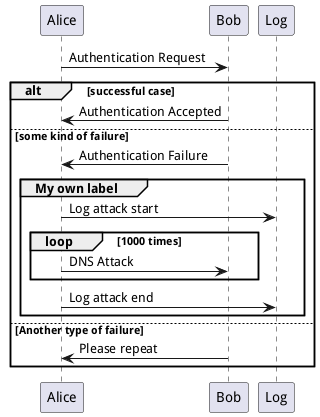 Alice Bob Log
Authentication Request
alt [successful case]
Authentication Accepted
[some kind of failure]
Authentication Failure
My own label
Log attack start
loop [1000 times]
DNS Attack
Log attack end
[Another type of failure]
Please repeat
Alice Bob Log